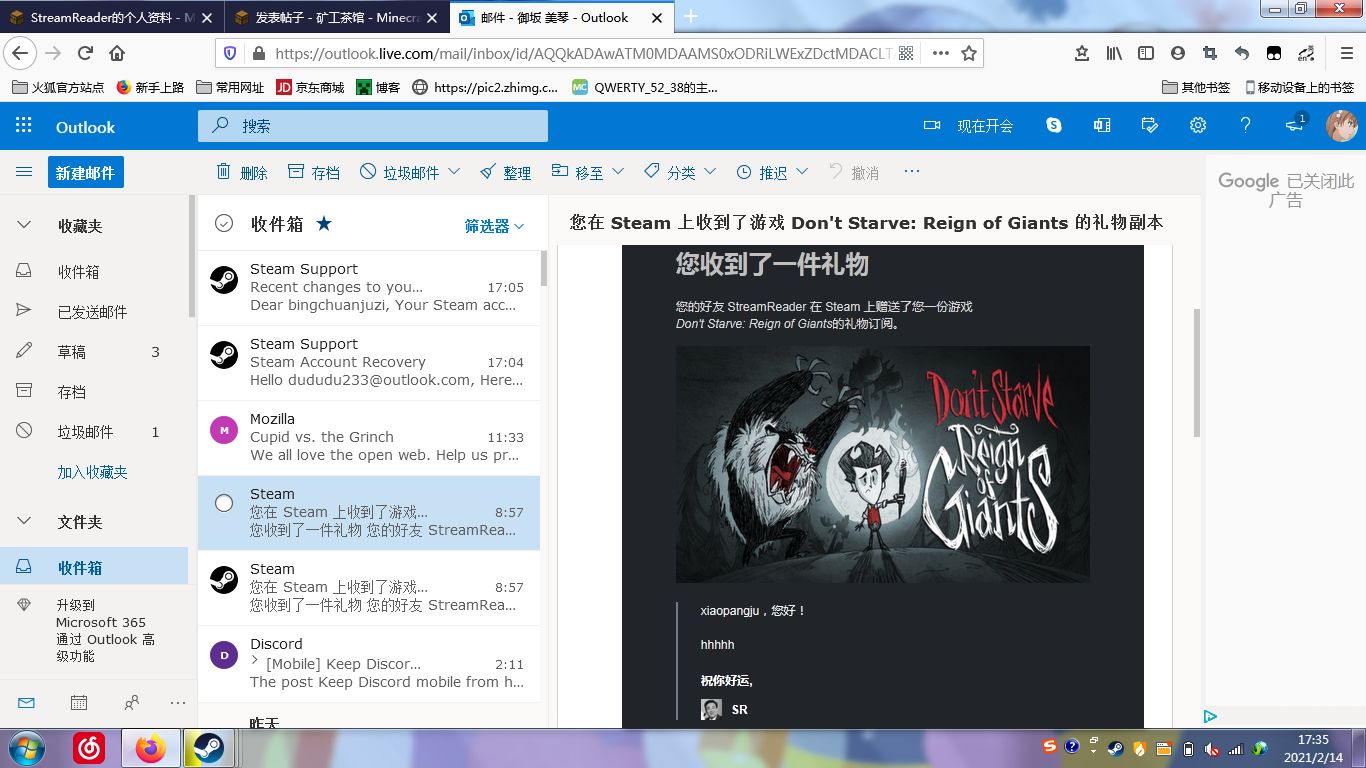 StreamReader的个人资料 - M
发表帖子 - 矿工茶馆 - Minecra
邮件 - 御坂 美琴 - Outlook
https://outlook.live.com/mail/inbox/id/AQQkADAwATM0MDAAMS0xODRiLWExZDctMDACLTA
火狐官方站点
新手上路
常用网址
JD 京东商城
博客
https://pic2.zhimg.c...
MC QWERTY_52_38的主...
其他书签
移动设备上的书签
Outlook
搜索
现在开会
1
新建邮件
删除
存档
垃圾邮件
整理
移至
分类
推迟
撤消
Google 已关闭此
广告
收藏夹
收件箱
已发送邮件
草稿 3
存档
垃圾邮件 1
加入收藏夹
文件夹
收件箱
升级到
Microsoft 365
通过 Outlook 高
级功能
收件箱
筛选器
Steam Support
Recent changes to you... 17:05
Dear bingchuanjuzi, Your Steam acc...
Steam Support
Steam Account Recovery 17:04
Hello dududu233@outlook.com, Here...
M
Mozilla
Cupid vs. the Grinch 11:33
We all love the open web. Help us pr...
Steam
您在 Steam 上收到了游戏... 8:57
您收到了一件礼物 您的好友 StreamRea...
Steam
您在 Steam 上收到了游戏... 8:57
您收到了一件礼物 您的好友 StreamRea...
D
Discord
[Mobile] Keep Discor... 2:11
The post Keep Discord mobile from h...
昨天
您在 Steam 上收到了游戏 Don't Starve: Reign of Giants 的礼物副本
您收到了一件礼物
您的好友 StreamReader 在 Steam 上赠送了您一份游戏
Don't Starve: Reign of Giants的礼物订阅。
Don't Starve
Reign
of
Giants
xiaopangju，您好！
hhhhh
祝你好运，
SR
17:35
2021/2/14